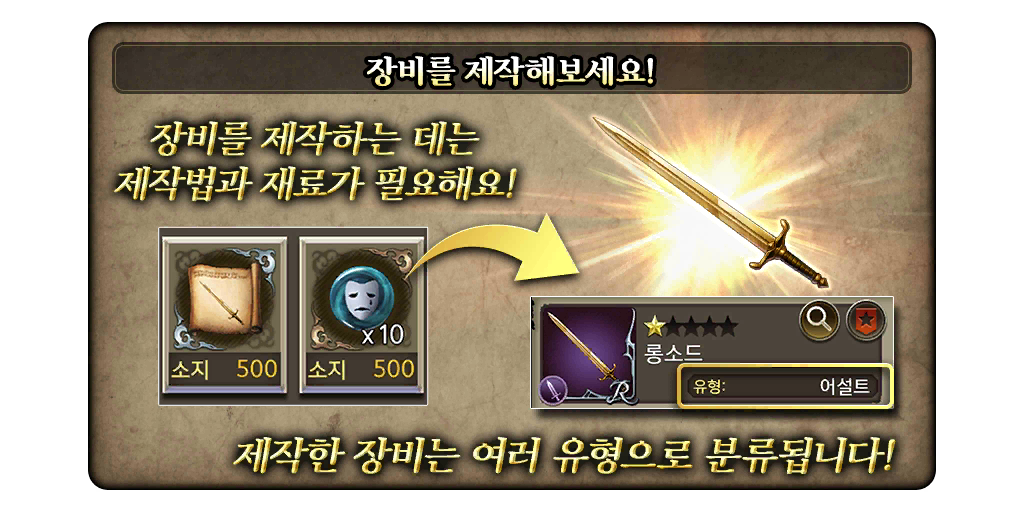 장비를 제작해보세요!
장비를 제작하는 데는
제작법과 재료가 필요해요!
x10
소지 500
소지 500
롱소드
R
유형: 어설트
제작한 장비는 여러 유형으로 분류됩니다!